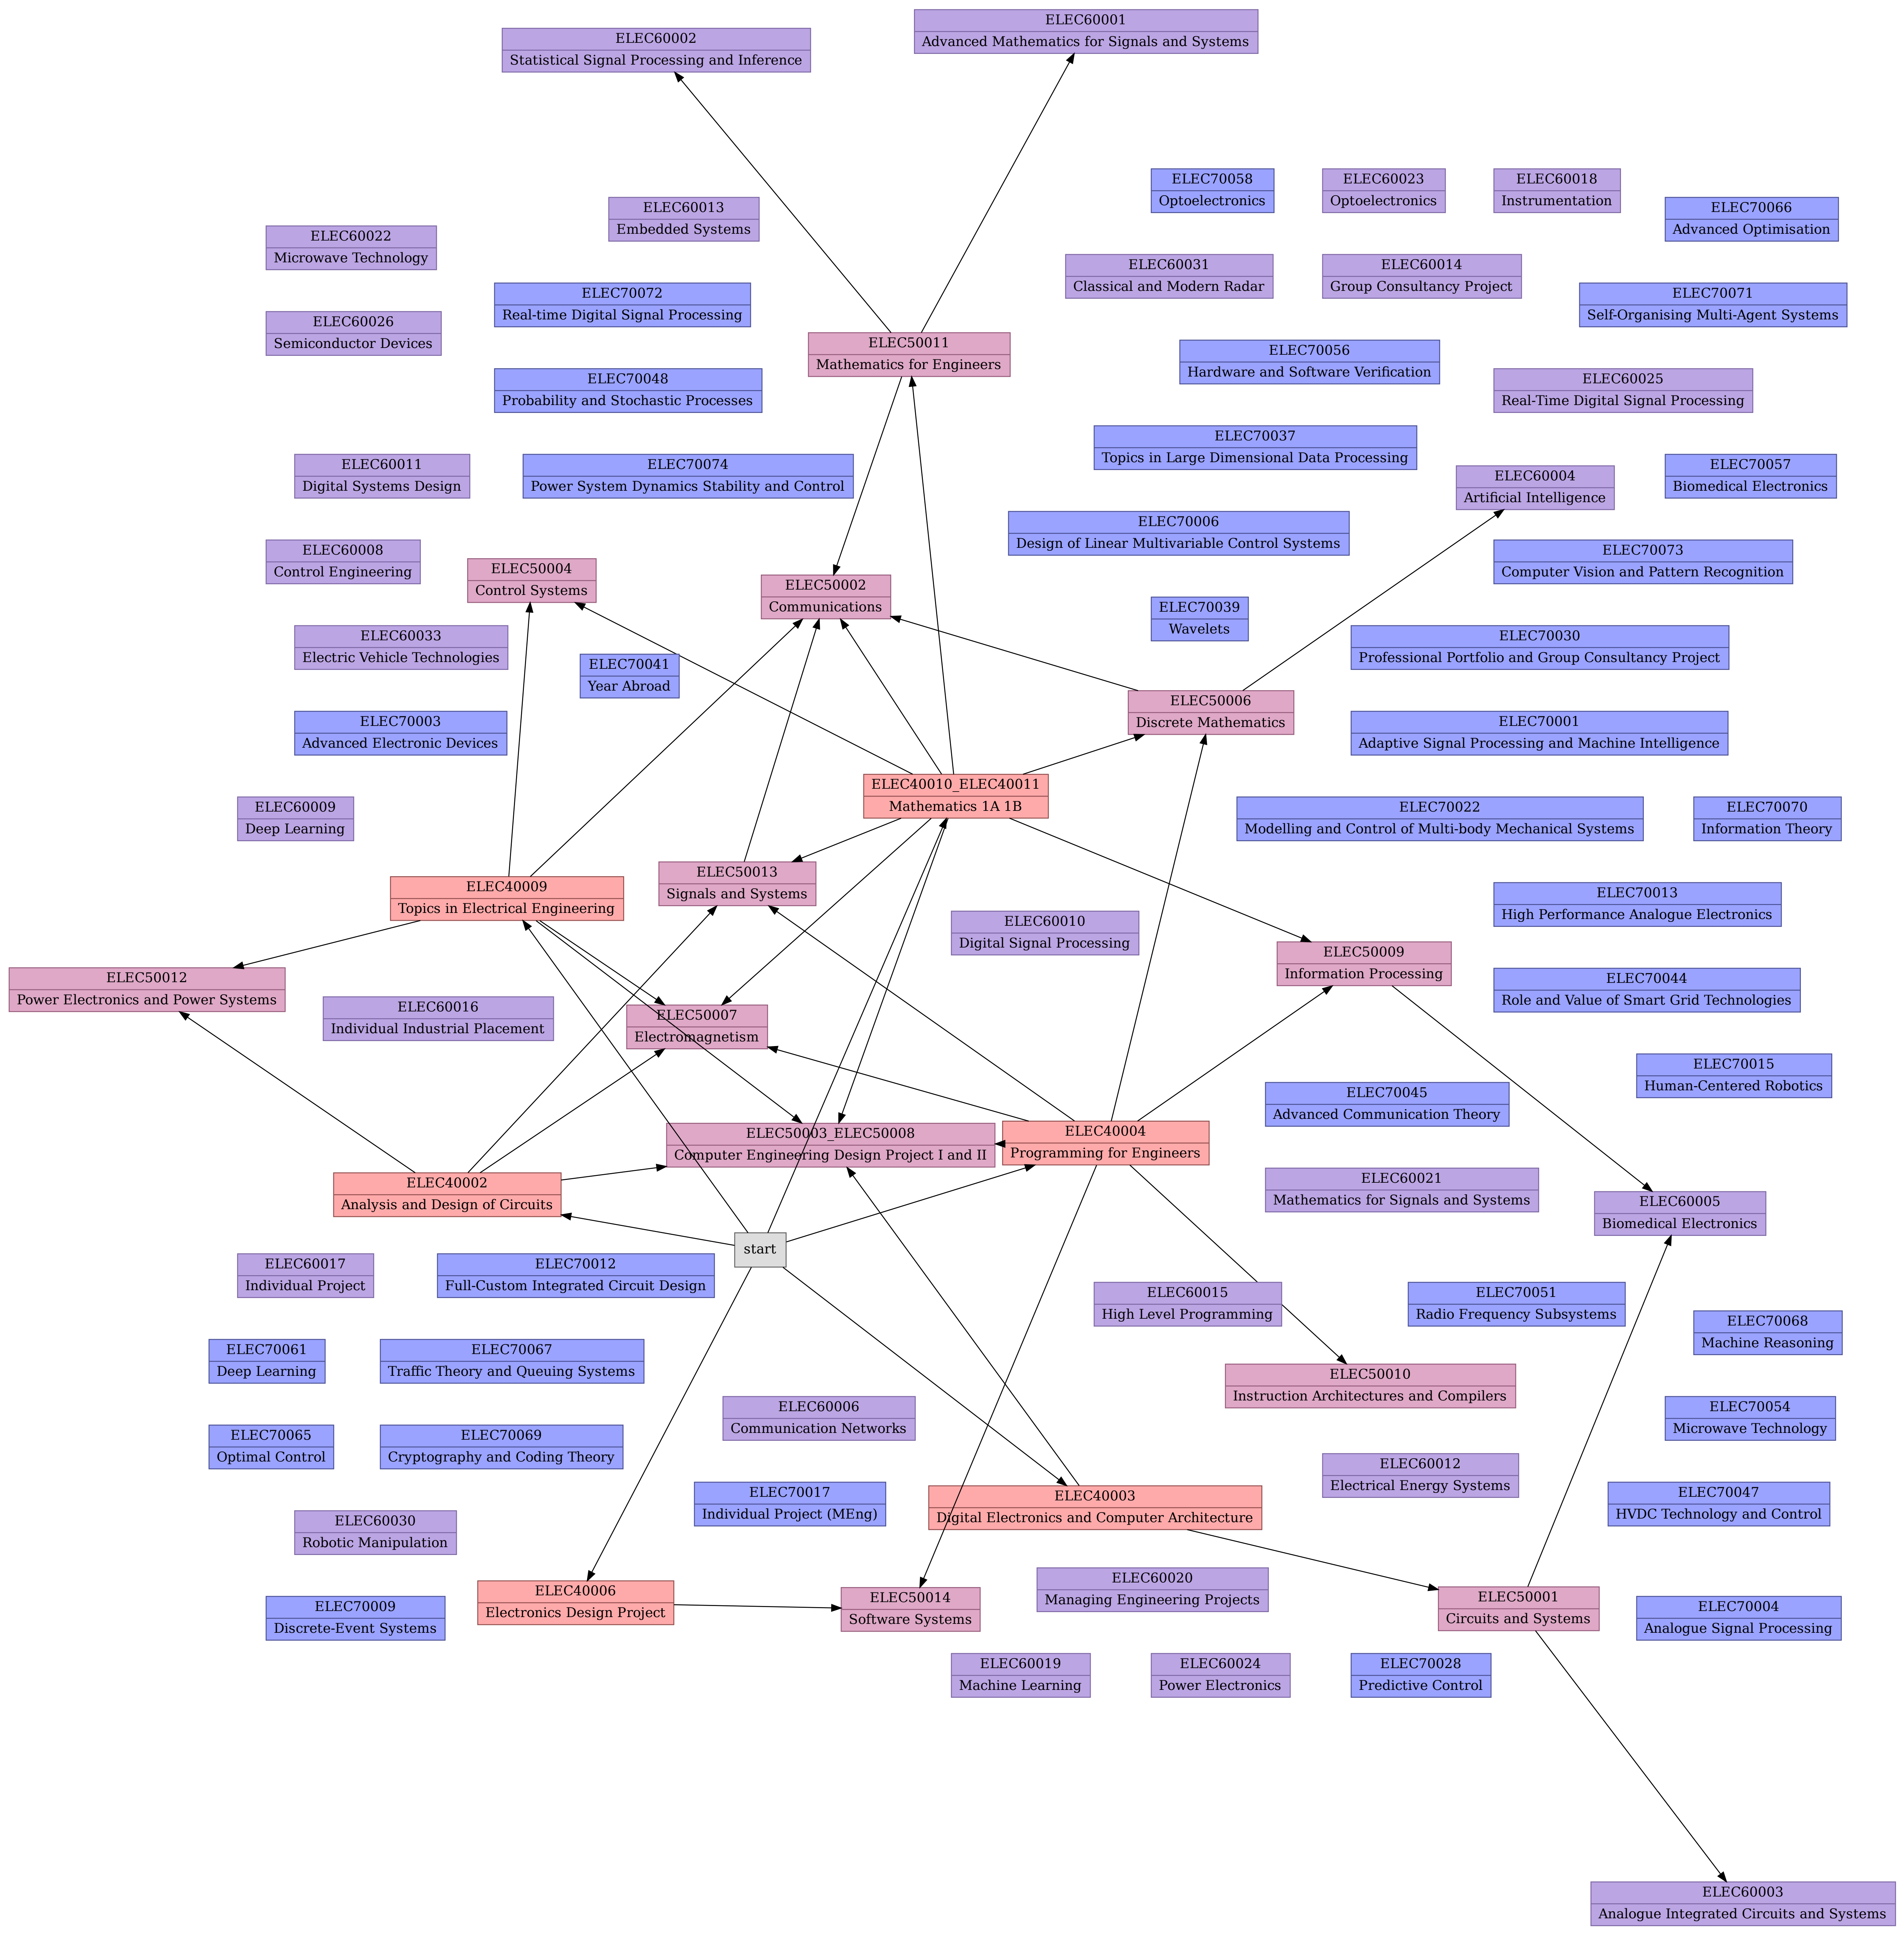 ELEC60001
Advanced Mathematics for Signals and Systems
ELEC60002
Statistical Signal Processing and Inference
ELEC70058
Optoelectronics
ELEC60023
Optoelectronics
ELEC60018
Instrumentation
ELEC60013
Embedded Systems
ELEC70066
Advanced Optimisation
ELEC60022
Microwave Technology
ELEC60031
Classical and Modern Radar
ELEC60014
Group Consultancy Project
ELEC70072
Real-time Digital Signal Processing
ELEC70071
Self-Organising Multi-Agent Systems
ELEC60026
Semiconductor Devices
ELEC50011
Mathematics for Engineers
ELEC70056
Hardware and Software Verification
ELEC70048
Probability and Stochastic Processes
ELEC60025
Real-Time Digital Signal Processing
ELEC70037
Topics in Large Dimensional Data Processing
ELEC60011
Digital Systems Design
ELEC70074
Power System Dynamics Stability and Control
ELEC60004
Artificial Intelligence
ELEC70057
Biomedical Electronics
ELEC70006
Design of Linear Multivariable Control Systems
ELEC60008
Control Engineering
ELEC50004
Control Systems
ELEC50002
Communications
ELEC70073
Computer Vision and Pattern Recognition
ELEC70039
Wavelets
ELEC60033
Electric Vehicle Technologies
ELEC70041
Year Abroad
ELEC70030
Professional Portfolio and Group Consultancy Project
ELEC50006
Discrete Mathematics
ELEC70003
Advanced Electronic Devices
ELEC70001
Adaptive Signal Processing and Machine Intelligence
ELEC40010_ELEC40011
Mathematics 1A 1B
ELEC60009
Deep Learning
ELEC70022
Modelling and Control of Multi-body Mechanical Systems
ELEC70070
Information Theory
ELEC40009
Topics in Electrical Engineering
ELEC50013
Signals and Systems
ELEC70013
High Performance Analogue Electronics
ELEC60010
Digital Signal Processing
ELEC50009
Information Processing
ELEC50012
Power Electronics and Power Systems
ELEC70044
Role and Value of Smart Grid Technologies
ELEC60016
Individual Industrial Placement
ELEC50007
Electromagnetism
ELEC70015
Human-Centered Robotics
ELEC70045
Advanced Communication Theory
ELEC50003_ELEC50008
Computer Engineering Design Project I and II
ELEC40004
Programming for Engineers
ELEC40002
Analysis and Design of Circuits
ELEC60021
Mathematics for Signals and Systems
ELEC60005
Biomedical Electronics
start
ELEC60017
Individual Project
ELEC70012
Full-Custom Integrated Circuit Design
ELEC60015
High Level Programming
ELEC70051
Radio Frequency Subsystems
ELEC70068
Machine Reasoning
ELEC70061
Deep Learning
ELEC70067
Traffic Theory and Queuing Systems
ELEC50010
Instruction Architectures and Compilers
ELEC60006
Communication Networks
ELEC70054
Microwave Technology
ELEC70065
Optimal Control
ELEC70069
Cryptography and Coding Theory
ELEC60012
Electrical Energy Systems
ELEC70017
Individual Project (MEng)
ELEC40003
Digital Electronics and Computer Architecture
ELEC70047
HVDC Technology and Control
ELEC60030
Robotic Manipulation
ELEC60020
Managing Engineering Projects
ELEC40006
Electronics Design Project
ELEC50014
Software Systems
ELEC50001
Circuits and Systems
ELEC70009
Discrete-Event Systems
ELEC70004
Analogue Signal Processing
ELEC60019
Machine Learning
ELEC60024
Power Electronics
ELEC70028
Predictive Control
ELEC60003
Analogue Integrated Circuits and Systems